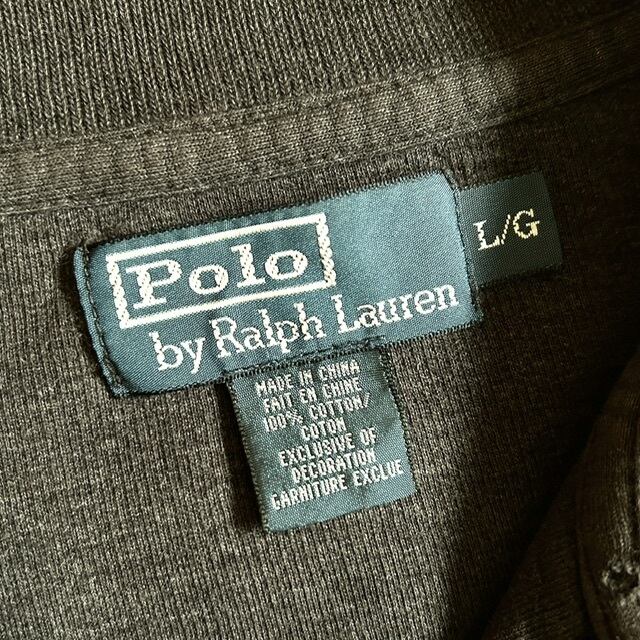 Polo
by Ralph Lauren
L/G
MADE IN CHINA
FAIT EN CHINE
100% COTTON/
COTON
EXCLUSIVE OF
DECORATION
GARNITURE EXCLUE